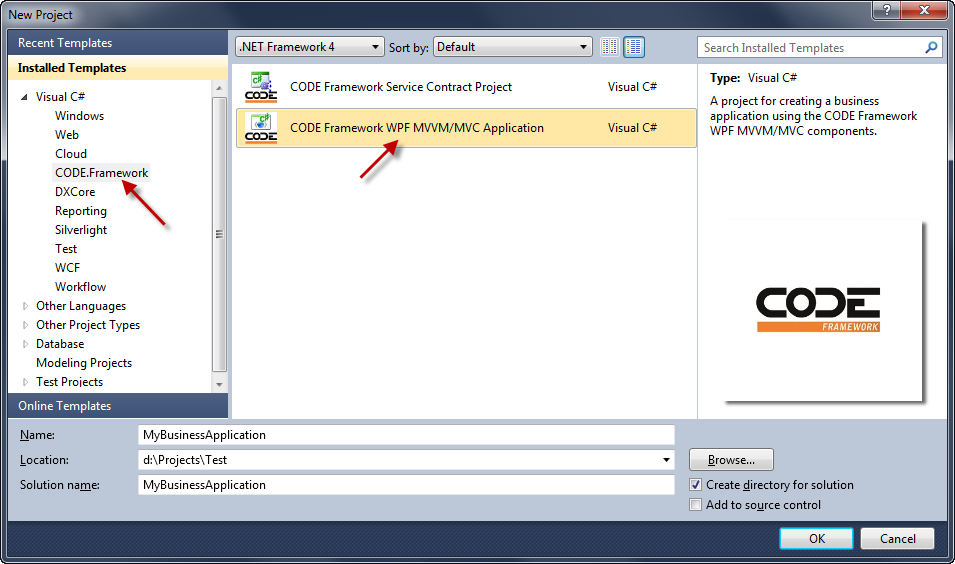 New Project
?
Recent Templates
.NET Framework 4
Sort by:
Default
Search Installed Templates
Installed Templates
Visual C#
Windows
Web
Cloud
CODE.Framework
DXCore
Reporting
Silverlight
Test
WCF
Workflow
Other Languages
Other Project Types
Database
Modeling Projects
Test Projects
Online Templates
C# CODE
CODE Framework Service Contract Project
Visual C#
C# CODE
CODE Framework WPF MVVM/MVC Application
Visual C#
Type: Visual C#
A project for creating a business
application using the CODE Framework
WPF MVVM/MVC components.
CODE
FRAMEWORK
Name:
MyBusinessApplication
Location:
d:\Projects\Test
Browse...
Solution name:
MyBusinessApplication
Create directory for solution
Add to source control
OK
Cancel